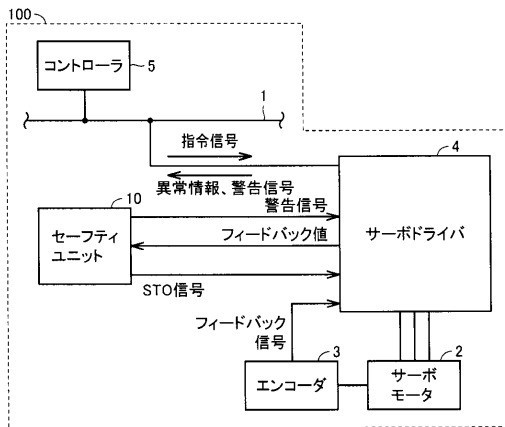 100
コントローラ
5
1
指令信号
4
異常情報、警告信号
10
警告信号
セーフティ
ユニット
フィードバック値
サーボドライバ
STO信号
フィードバック
信号
3
2
エンコーダ
サーボ
モータ